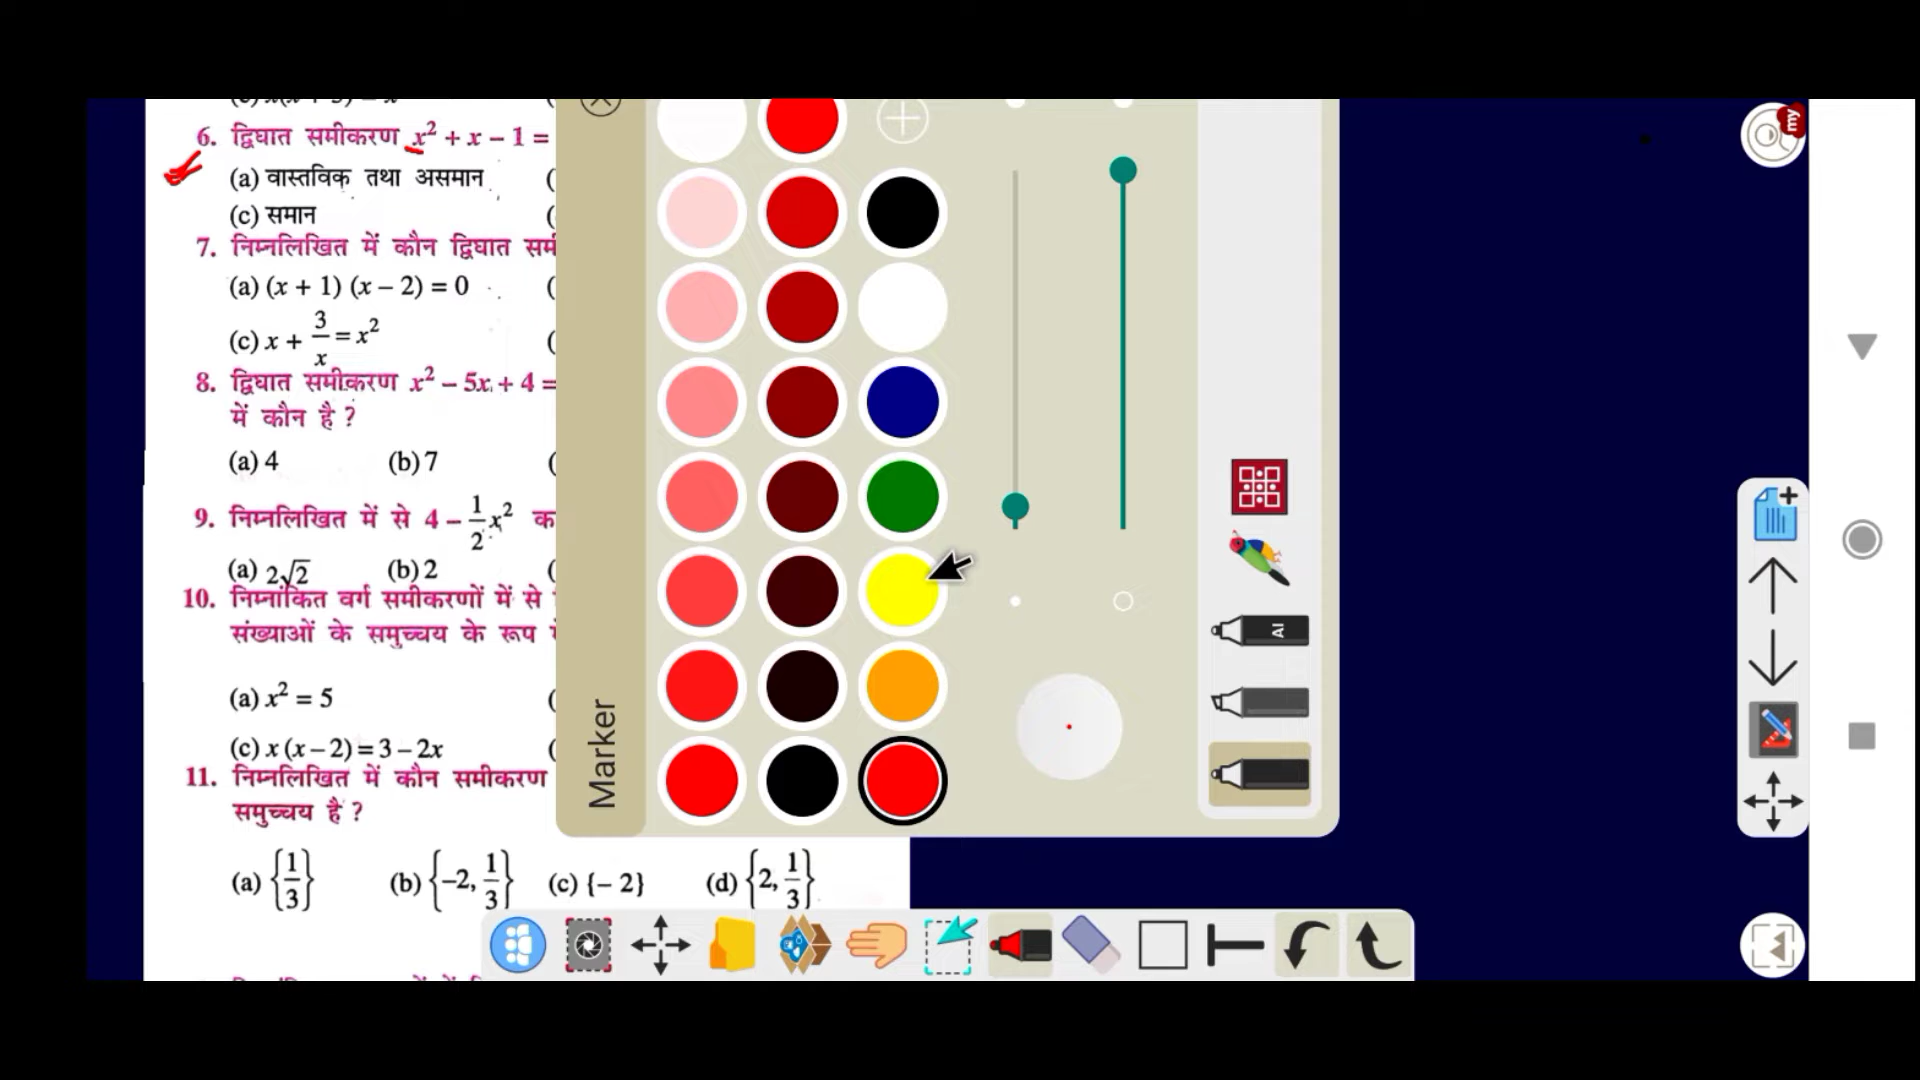 6. द्विघात समीकरण x² + x – 1 =
(a) वास्तविक तथा असमान (
(c) समान (
7. निम्नलिखित में कौन द्विघात समी
(a) (x + 1) (x – 2) = 0 (
(c) x + 3/x = x² (
8. द्विघात समीकरण x² – 5x + 4 =
में कौन है ?
(a) 4 (b) 7 (
9. निम्नलिखित में से 4 – 1/2 x² क
(a) 2√2 (b) 2 (
10. निम्नांकित वर्ग समीकरणों में से
संख्याओं के समुच्चय के रूप
(a) x² = 5 (
(c) x (x – 2) = 3 – 2x (
11. निम्नलिखित में कौन समीकरण
समुच्चय है ?
(a) {1/3} (b) {–2, 1/3} (c) {– 2} (d) {2, 1/3}
Marker
AI
my